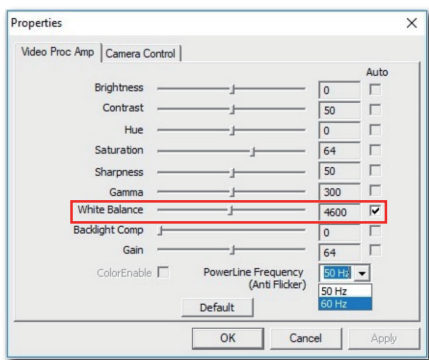 Properties
Video Proc Amp Camera Control
Auto
Brightness 0
Contrast 50
Hue 0
Saturation 64
Sharpness 50
Gamma 300
White Balance 4600
Backlight Comp 0
Gain 64
ColorEnable PowerLine Frequency 50 Hz
(Anti Flicker)
50 Hz
60 Hz
Default
OK Cancel Apply